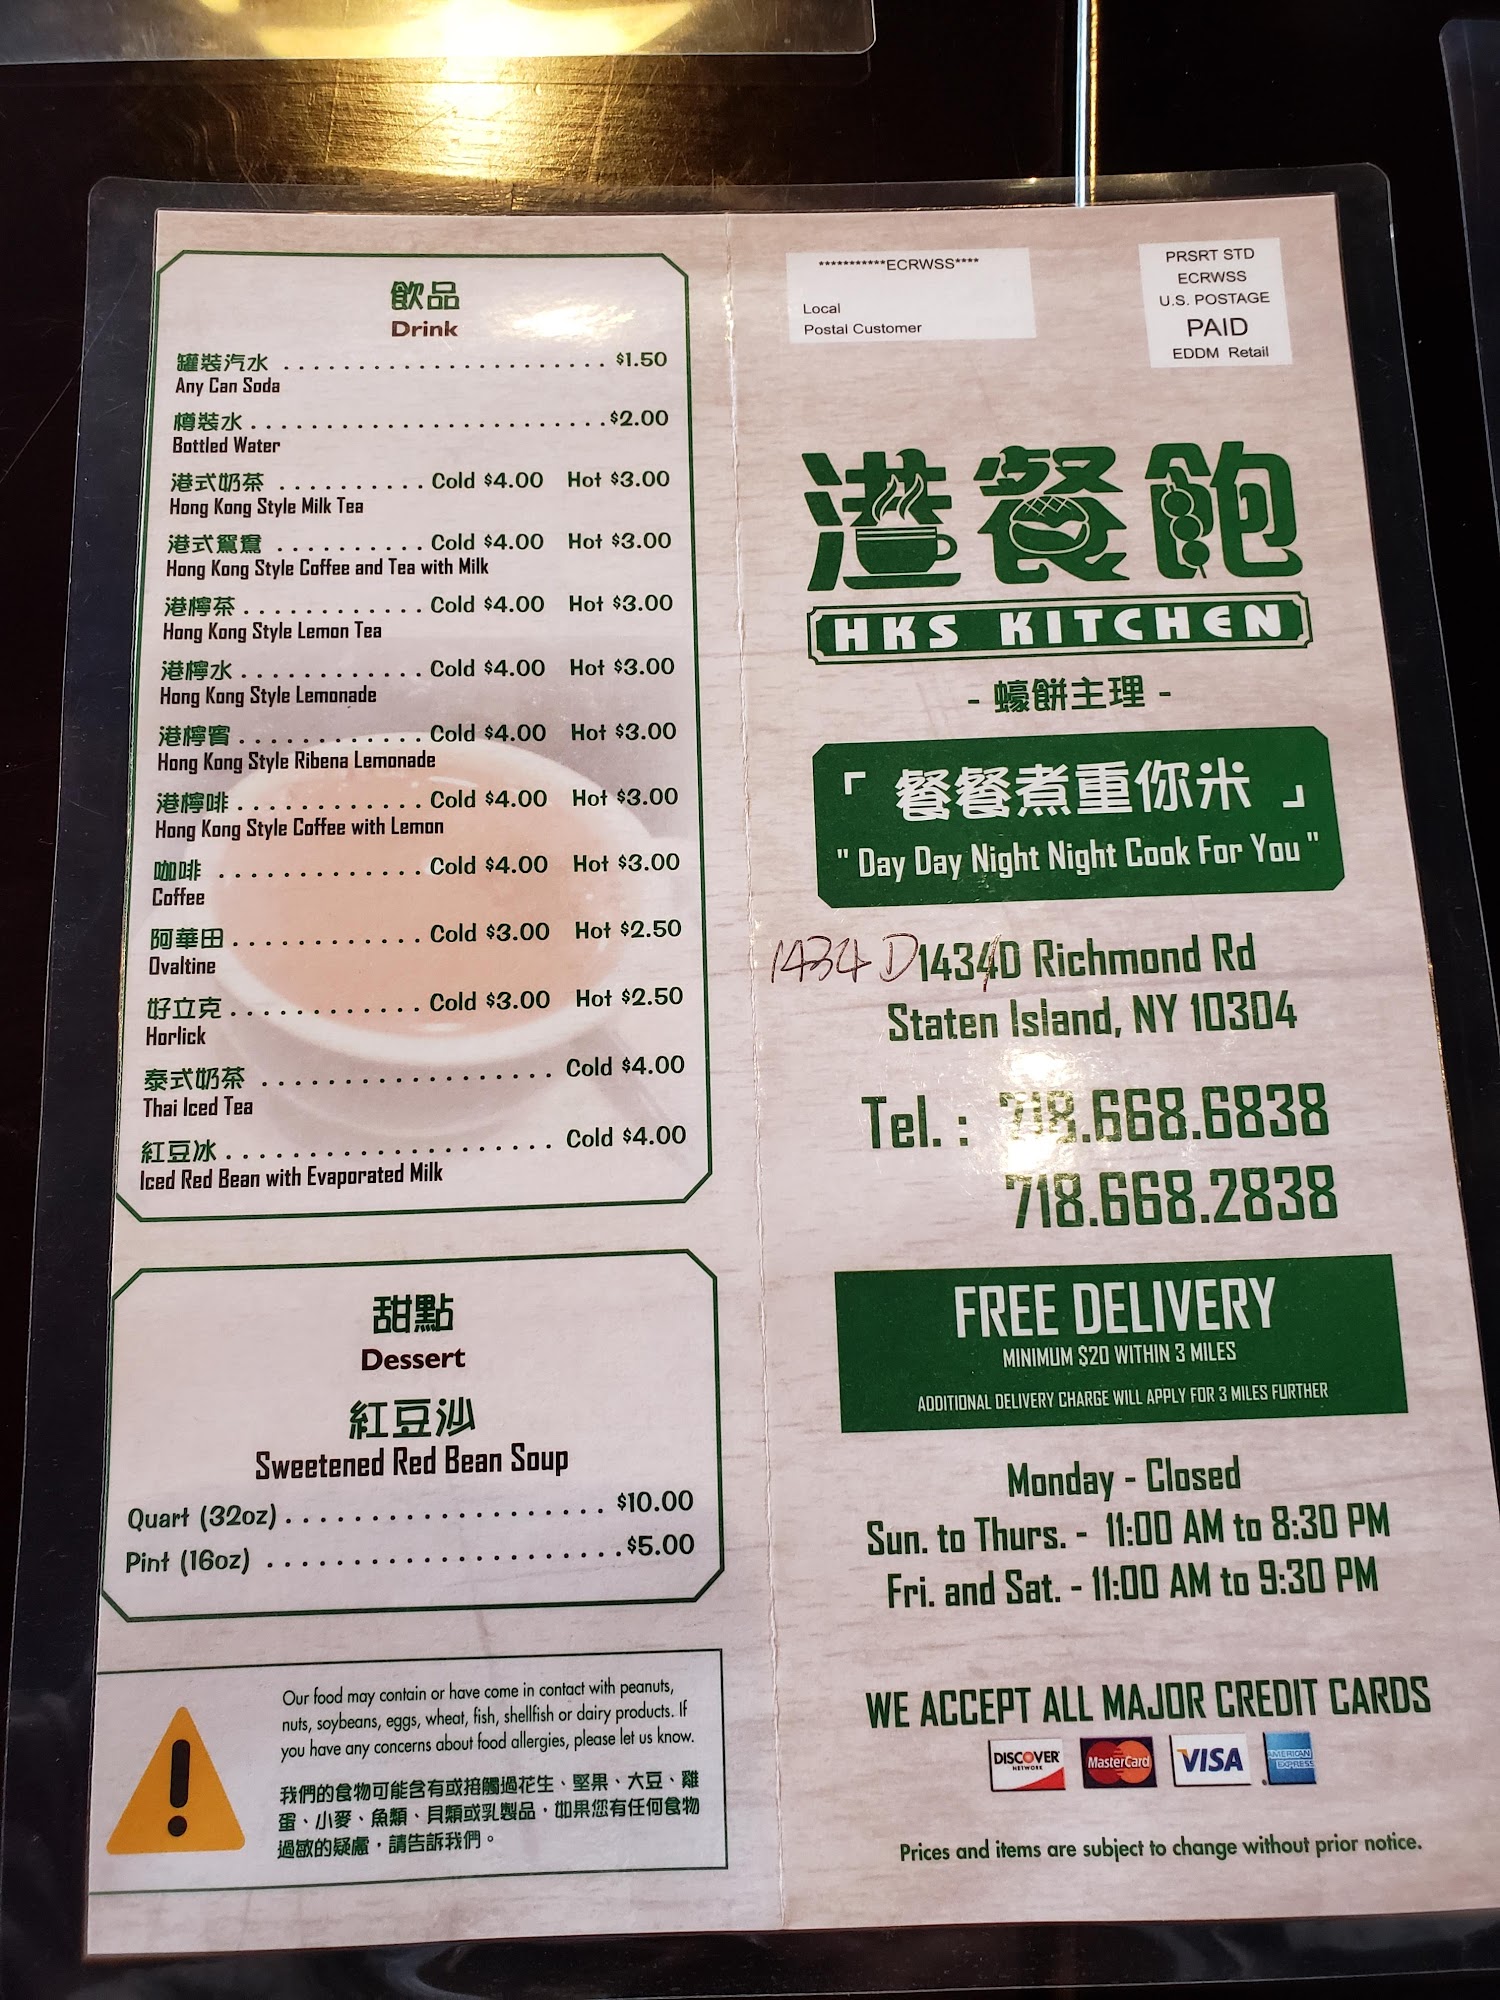 飲品
Drink
罐裝汽水 ...................... $1.50
Any Can Soda
樽裝水 ........................ $2.00
Bottled Water
港式奶茶 .......... Cold $4.00 Hot $3.00
Hong Kong Style Milk Tea
港式鴛鴦 .......... Cold $4.00 Hot $3.00
Hong Kong Style Coffee and Tea with Milk
港檸茶 ............ Cold $4.00 Hot $3.00
Hong Kong Style Lemon Tea
港檸水 ............ Cold $4.00 Hot $3.00
Hong Kong Style Lemonade
港檸賓 ............ Cold $4.00 Hot $3.00
Hong Kong Style Ribena Lemonade
港檸啡 ............ Cold $4.00 Hot $3.00
Hong Kong Style Coffee with Lemon
咖啡 ............. Cold $4.00 Hot $3.00
Coffee
阿華田 ............ Cold $3.00 Hot $2.50
Ovaltine
好立克 ............ Cold $3.00 Hot $2.50
Horlick
泰式奶茶 .................. Cold $4.00
Thai Iced Tea
紅豆冰 .................... Cold $4.00
Iced Red Bean with Evaporated Milk
甜點
Dessert
紅豆沙
Sweetened Red Bean Soup
Quart (32oz) ................... $10.00
Pint (16oz) ..................... $5.00
Our food may contain or have come in contact with peanuts,
nuts, soybeans, eggs, wheat, fish, shellfish or dairy products. If
you have any concerns about food allergies, please let us know.
我們的食物可能含有或接觸過花生、堅果、大豆、雞
蛋、小麥、魚類、貝類或乳製品，如果您有任何食物
過敏的疑慮，請告訴我們。
***********ECRWSS****
Local
Postal Customer
PRSRT STD
ECRWSS
U.S. POSTAGE
PAID
EDDM Retail
港餐飽
HKS KITCHEN
- 蠔餅主理 -
「 餐餐煮重你米 」
" Day Day Night Night Cook For You "
1434 D 1434D Richmond Rd
Staten Island, NY 10304
Tel. : 718.668.6838
718.668.2838
FREE DELIVERY
MINIMUM $20 WITHIN 3 MILES
ADDITIONAL DELIVERY CHARGE WILL APPLY FOR 3 MILES FURTHER
Monday - Closed
Sun. to Thurs. - 11:00 AM to 8:30 PM
Fri. and Sat. - 11:00 AM to 9:30 PM
WE ACCEPT ALL MAJOR CREDIT CARDS
DISCOVER NETWORK MasterCard VISA AMERICAN EXPRESS
Prices and items are subject to change without prior notice.